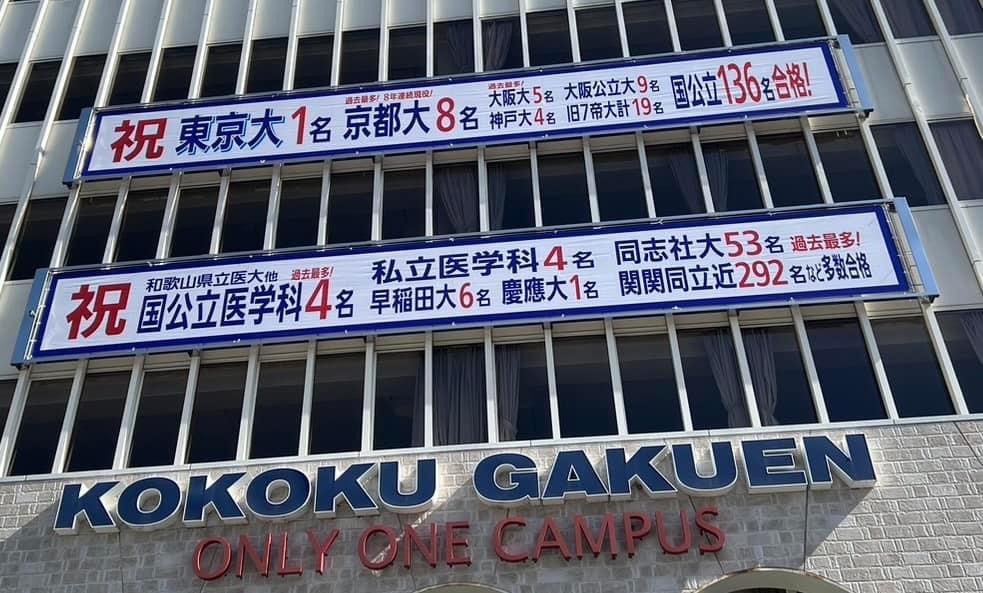 祝 東京大1名 過去最多!8年連続現役! 京都大8名 過去最多! 大阪大5名 大阪公立大9名 国公立136名合格!
神戸大4名 旧7帝大計19名
祝 和歌山県立医大他 過去最多! 私立医学科4名 同志社大53名 過去最多!
国公立医学科4名 早稲田大6名 慶應大1名 関関同立近292名など多数合格
KOKOKU GAKUEN
ONLY ONE CAMPUS